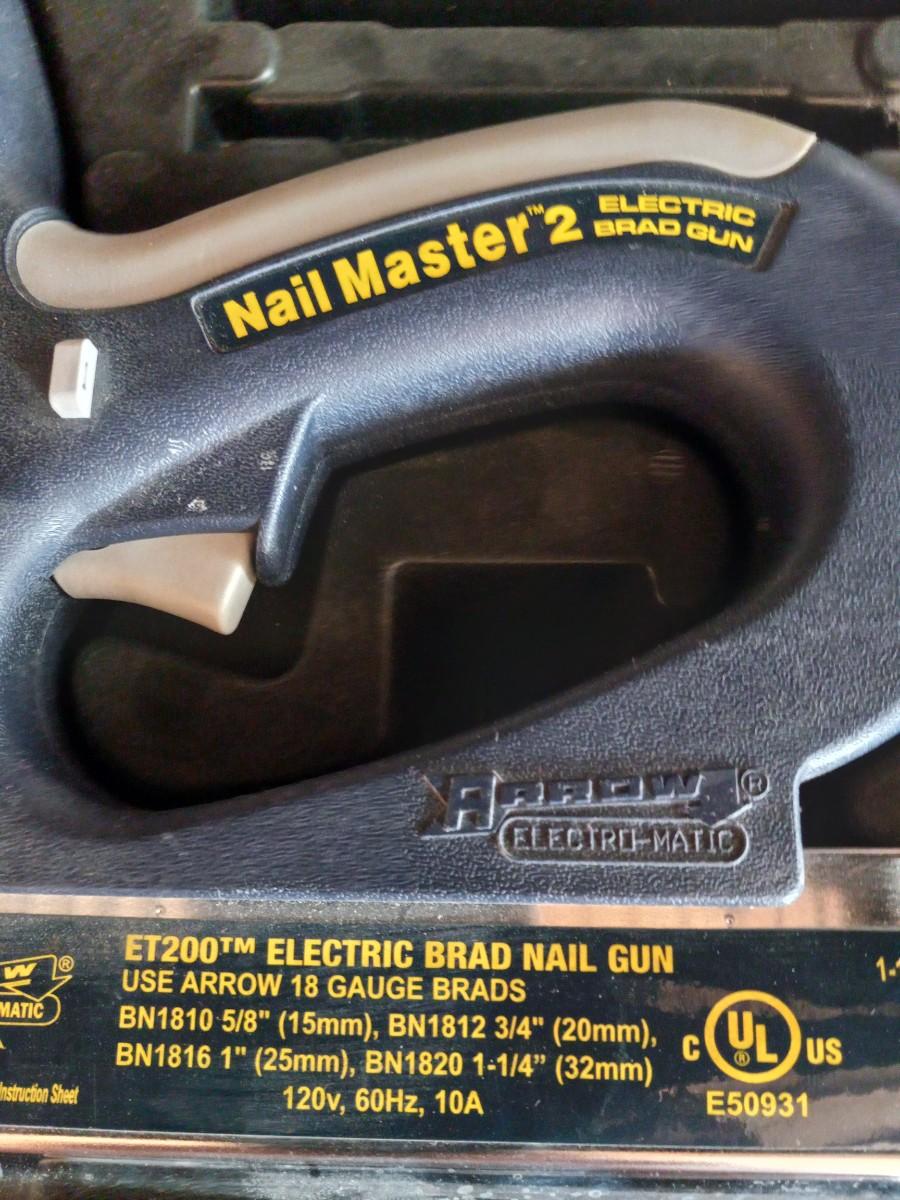 Nail Master™2 ELECTRIC
BRAD GUN
ARROW®
ELECTRO-MATIC
W®
MATIC
ET200™ ELECTRIC BRAD NAIL GUN
USE ARROW 18 GAUGE BRADS
BN1810 5/8" (15mm), BN1812 3/4" (20mm),
BN1816 1" (25mm), BN1820 1-1/4” (32mm)
120v, 60Hz, 10A
Instruction Sheet
C UL® US
E50931